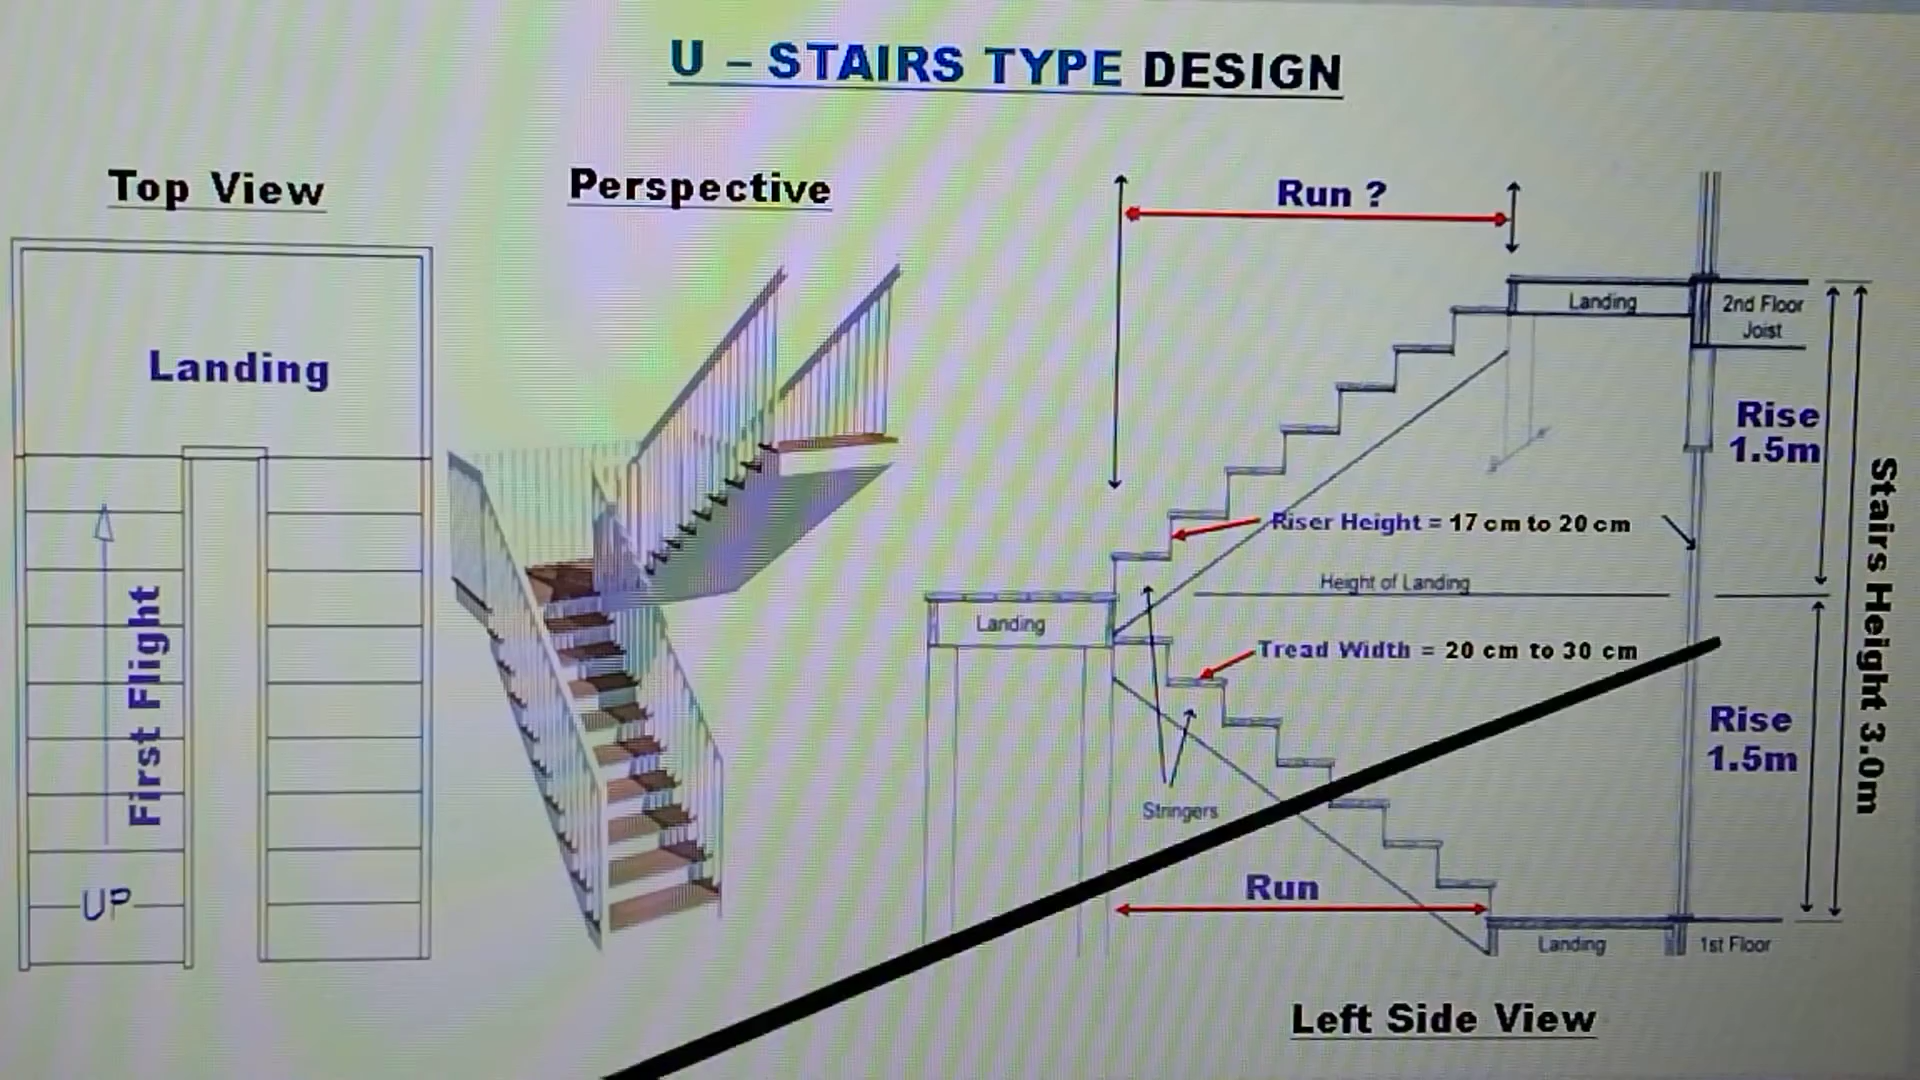 U – STAIRS TYPE DESIGN
Top View
Perspective
Run ?
Landing
2nd Floor
Joist
Landing
Rise
1.5m
Riser Height = 17 cm to 20 cm
Height of Landing
Landing
Tread Width = 20 cm to 30 cm
Stairs Height 3.0m
First Flight
Rise
1.5m
Stringers
UP
Run
Landing
1st Floor
Left Side View